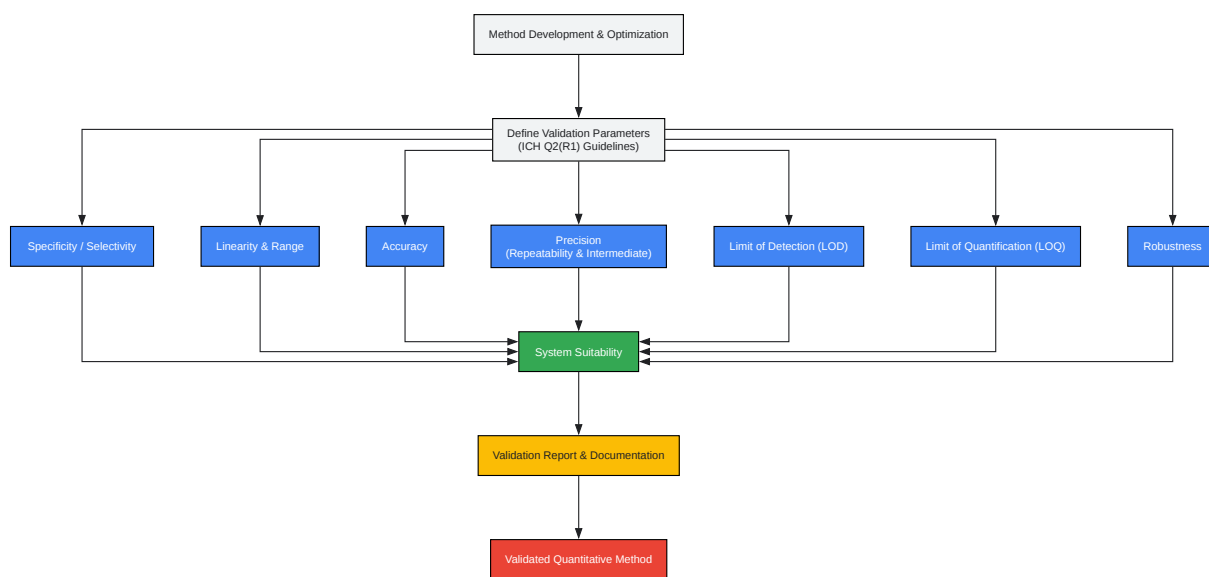 Method Development & Optimization
Define Validation Parameters
(ICH Q2(R1) Guidelines)
Specificity / Selectivity
Linearity & Range
Accuracy
Precision
(Repeatability & Intermediate)
Limit of Detection (LOD)
Limit of Quantification (LOQ)
Robustness
System Suitability
Validation Report & Documentation
Validated Quantitative Method